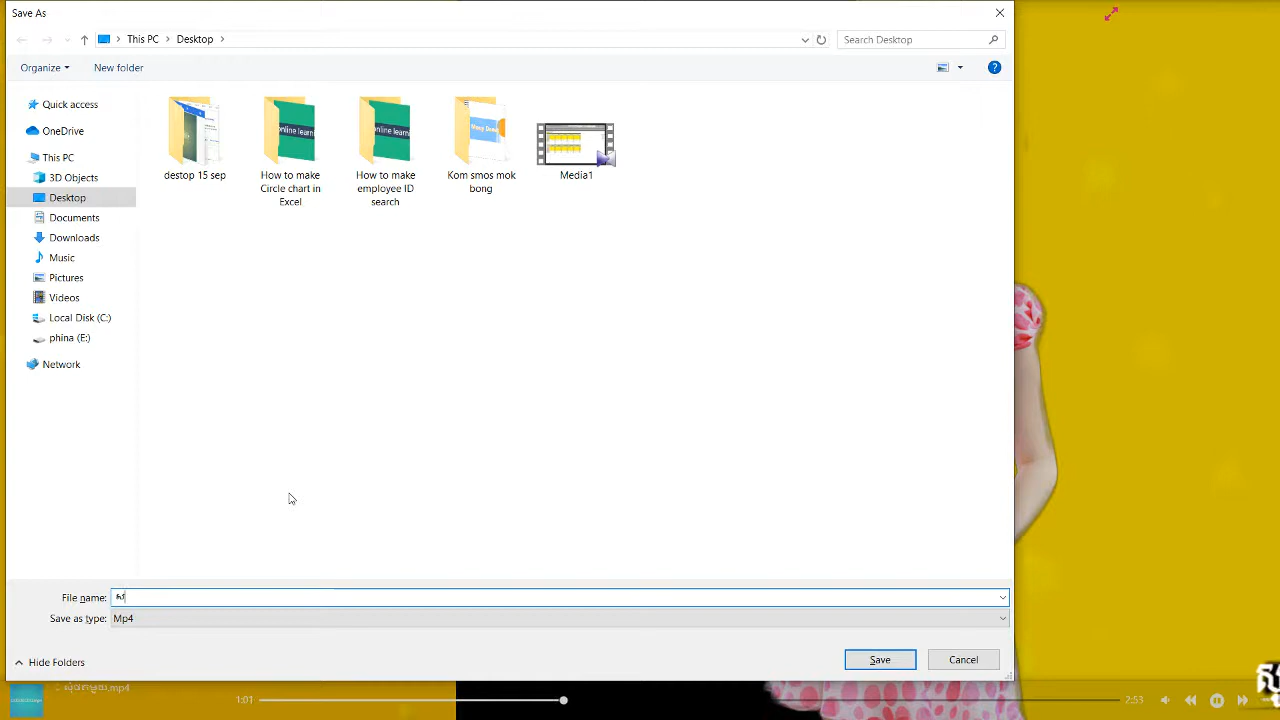 Save As
This PC
Desktop
Search Desktop
Organize
New folder
Quick access
OneDrive
This PC
3D Objects
Desktop
Documents
Downloads
Music
Pictures
Videos
Local Disk (C:)
phina (E:)
Network
destop 15 sep
How to make
Circle chart in
Excel
How to make
employee ID
search
Kom smos mok
bong
Media1
File name:
Save as type:
Mp4
Hide Folders
Save
Cancel
1:01
2:53